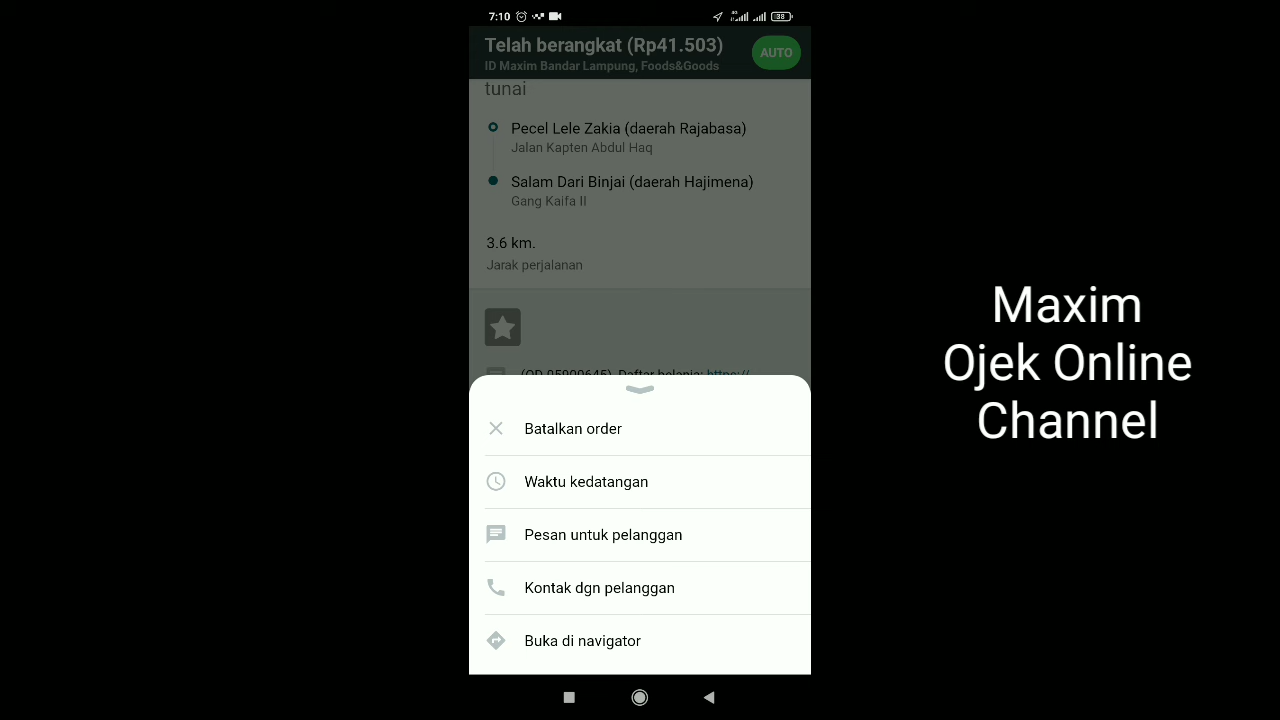 7:10
4G
38
Telah berangkat (Rp41.503)
AUTO
ID Maxim Bandar Lampung, Foods&Goods
tunai
Pecel Lele Zakia (daerah Rajabasa)
Jalan Kapten Abdul Haq
Salam Dari Binjai (daerah Hajimena)
Gang Kaifa II
3.6 km.
Jarak perjalanan
(OD-95909645). Daftar belanja: https://
Batalkan order
Waktu kedatangan
Pesan untuk pelanggan
Kontak dgn pelanggan
Buka di navigator
Maxim
Ojek Online
Channel